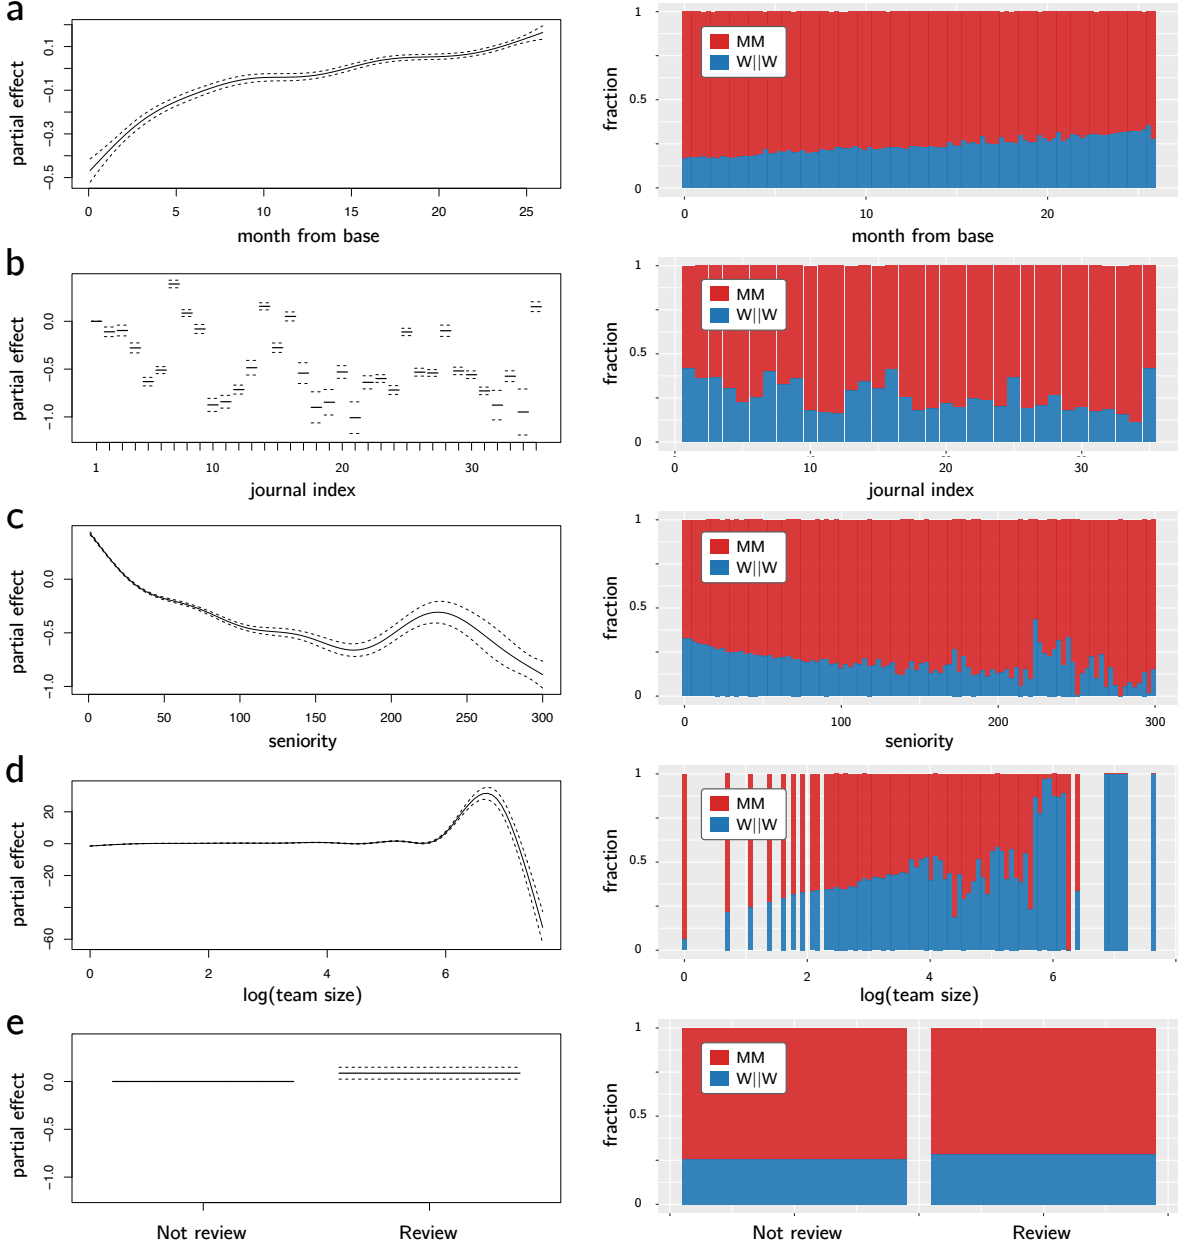 a
partial effect
0.1
−0.1
−0.3
−0.5
0
5
10
15
20
25
month from base
fraction
1
0.5
0
MM
W||W
0
10
20
month from base
b
partial effect
0.0
−0.5
−1.0
1
10
20
30
journal index
fraction
1
0.5
0
MM
W||W
0
10
20
30
journal index
c
partial effect
0.0
−0.5
−1.0
0
50
100
150
200
250
300
seniority
fraction
1
0.5
0
MM
W||W
0
100
200
300
seniority
d
partial effect
20
0
−20
−60
0
2
4
6
log(team size)
fraction
1
0.5
0
MM
W||W
0
2
4
6
log(team size)
e
partial effect
0.0
−0.5
−1.0
Not review
Review
fraction
1
0.5
0
MM
W||W
Not review
Review